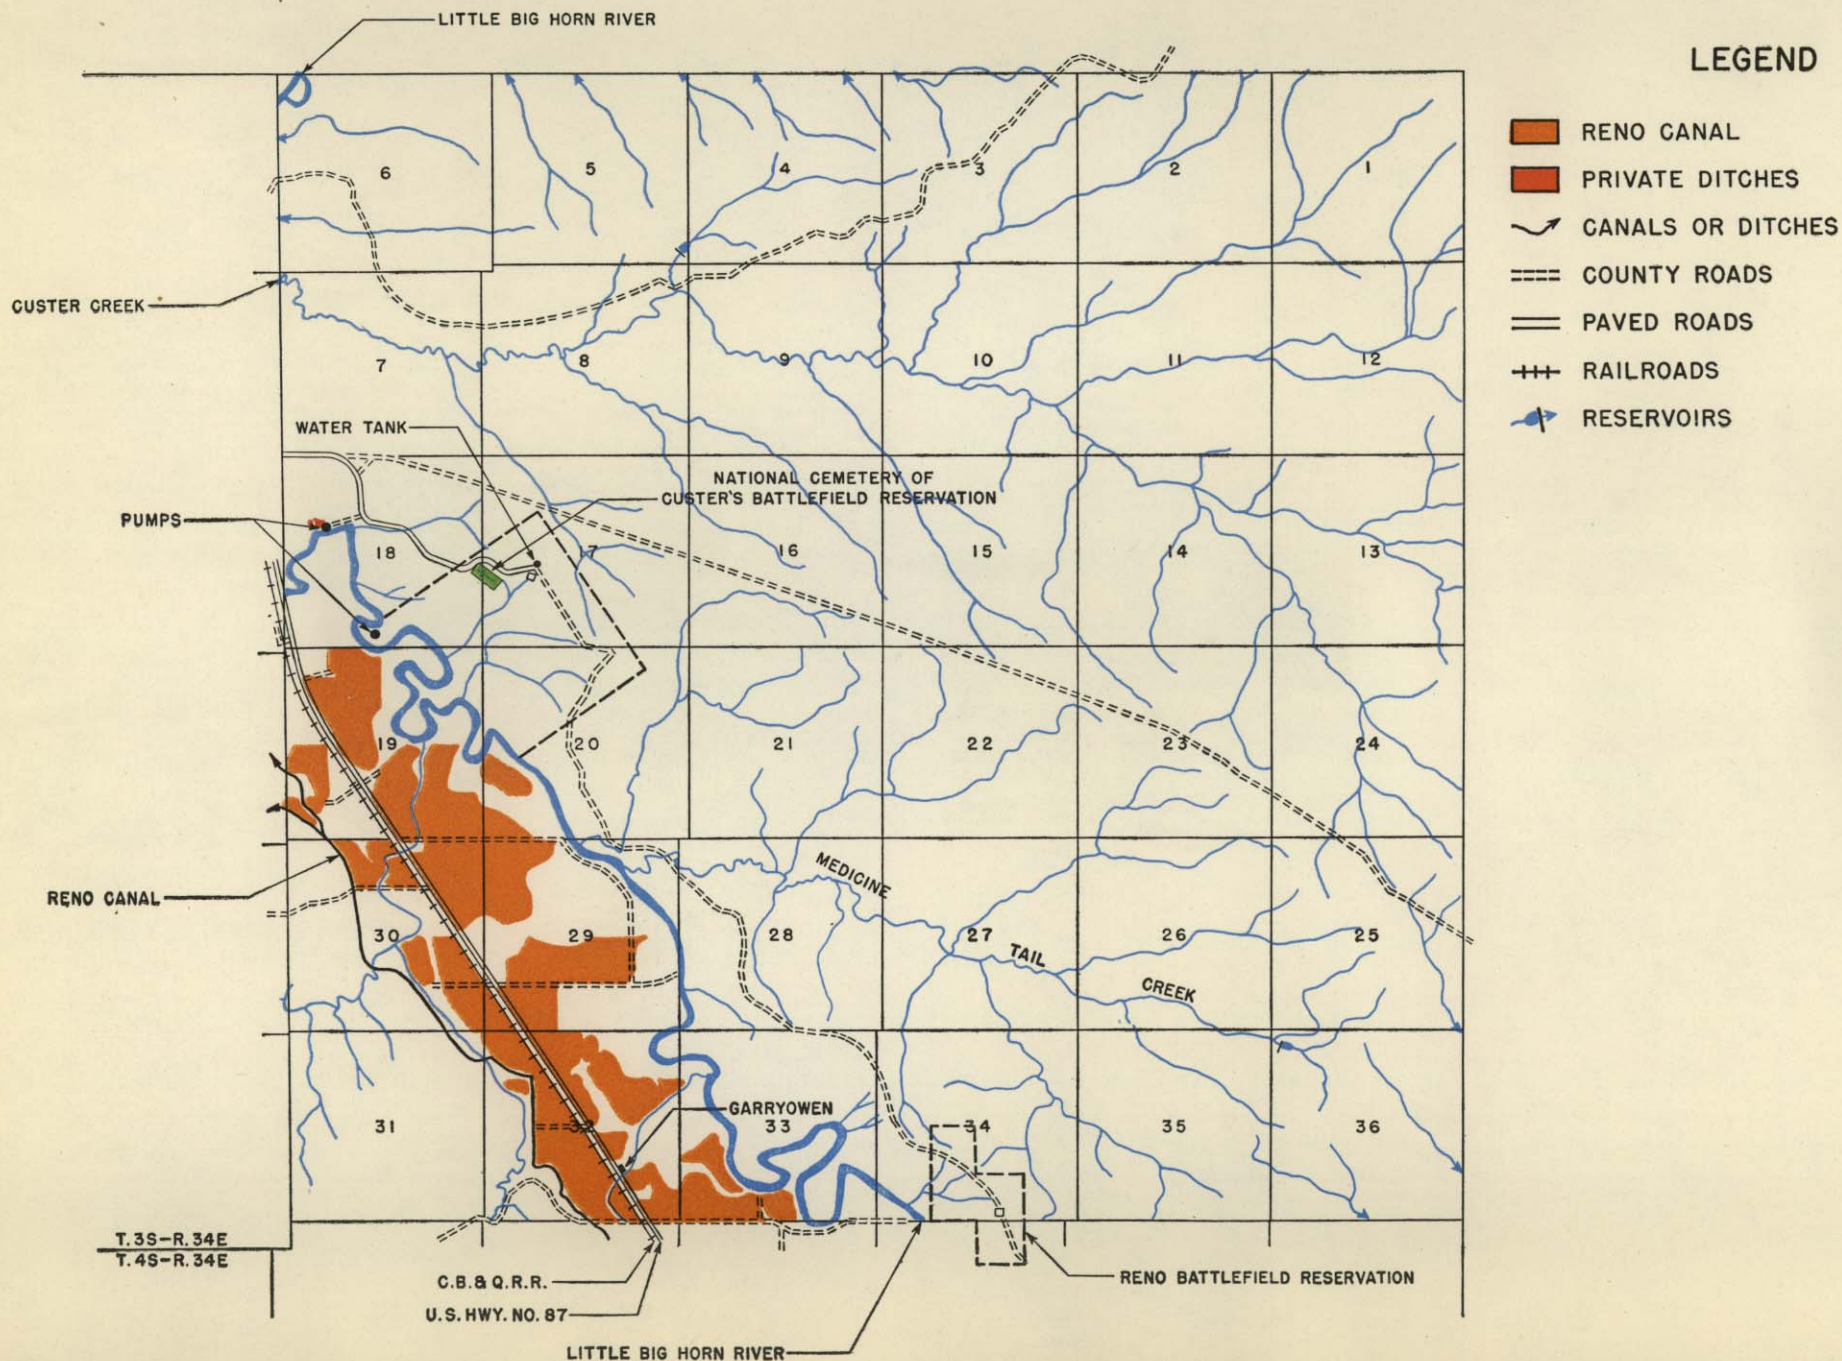 LITTLE BIG HORN RIVER
LEGEND
RENO CANAL
PRIVATE DITCHES
CANALS OR DITCHES
COUNTY ROADS
PAVED ROADS
RAILROADS
RESERVOIRS
6 5 4 3 2 1
CUSTER CREEK
7 8 9 10 11 12
WATER TANK
NATIONAL CEMETERY OF
CUSTER'S BATTLEFIELD RESERVATION
PUMPS
18 17 16 15 14 13
19 20 21 22 23 24
MEDICINE
RENO CANAL
30 29 28 27 26 25
TAIL
CREEK
GARRYOWEN
31 32 33 34 35 36
T.3S-R.34E
T.4S-R.34E
C.B.& Q.R.R.
RENO BATTLEFIELD RESERVATION
U.S.HWY. NO. 87
LITTLE BIG HORN RIVER